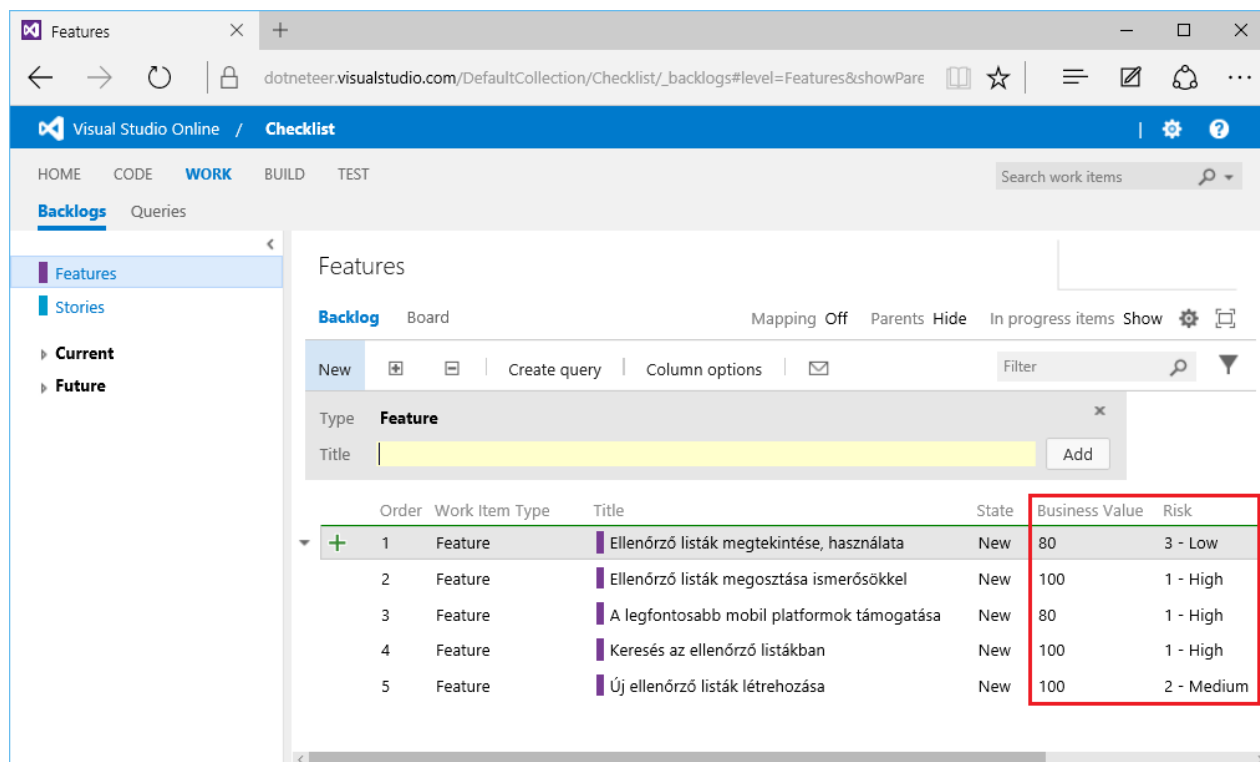 Features
dotneteer.visualstudio.com/DefaultCollection/Checklist/_backlogs#level=Features&showPare
Visual Studio Online / Checklist
HOME CODE WORK BUILD TEST
Search work items
Backlogs Queries
Features
Stories
Current
Future
Features
Backlog Board Mapping Off Parents Hide In progress items Show
New Create query Column options Filter
Type Feature
Title Add
Order Work Item Type Title State Business Value Risk
1 Feature Ellenőrző listák megtekintése, használata New 80 3 - Low
2 Feature Ellenőrző listák megosztása ismerősökkel New 100 1 - High
3 Feature A legfontosabb mobil platformok támogatása New 80 1 - High
4 Feature Keresés az ellenőrző listákban New 100 1 - High
5 Feature Új ellenőrző listák létrehozása New 100 2 - Medium